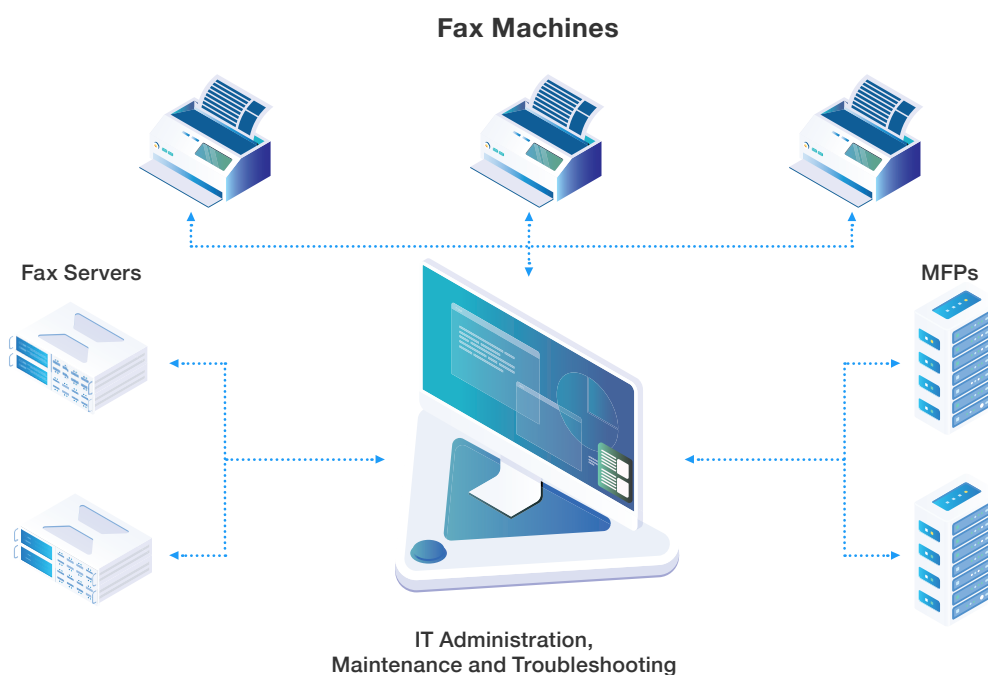 Fax Machines
Fax Servers
MFPs
IT Administration,
Maintenance and Troubleshooting